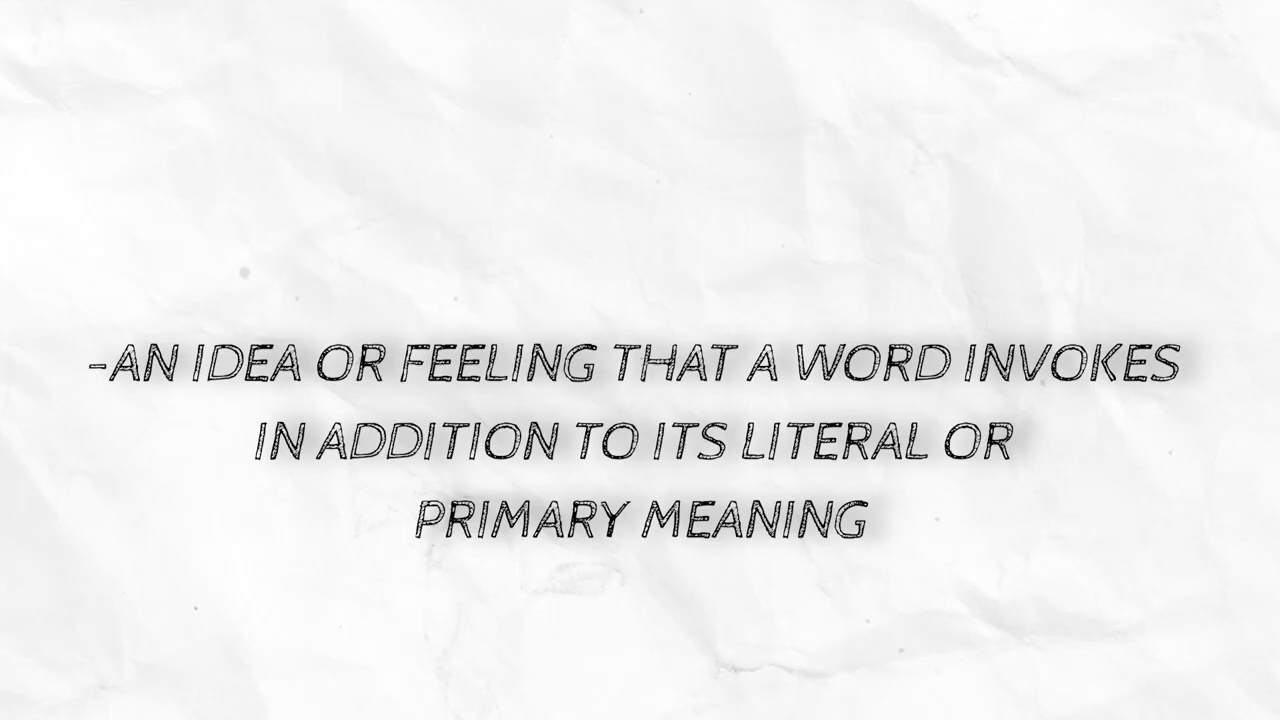 -AN IDEA OR FEELING THAT A WORD INVOKES
IN ADDITION TO ITS LITERAL OR
PRIMARY MEANING